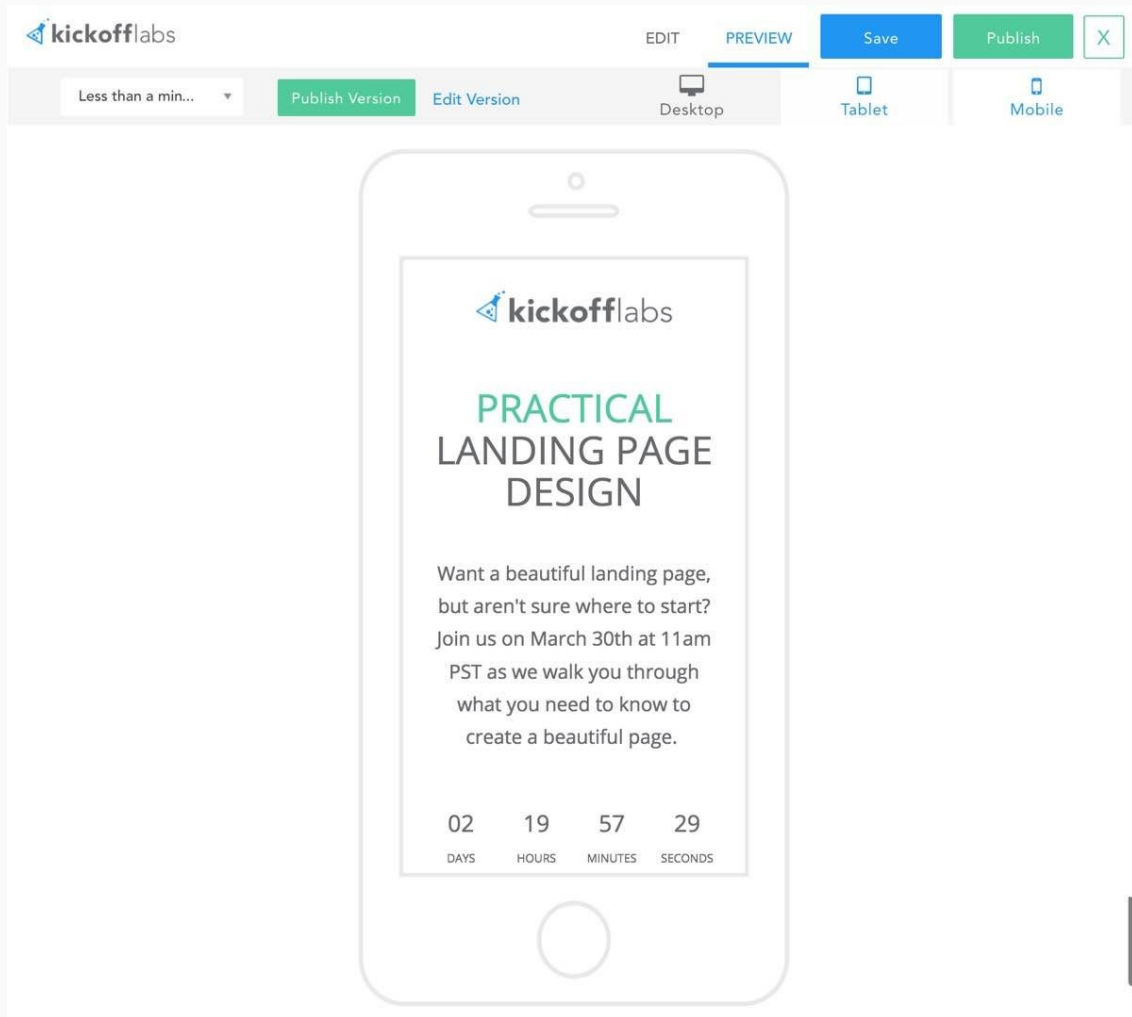 kickofflabs
EDIT PREVIEW Save Publish X
Less than a min... Publish Version Edit Version Desktop Tablet Mobile
kickofflabs
PRACTICAL
LANDING PAGE
DESIGN
Want a beautiful landing page,
but aren't sure where to start?
Join us on March 30th at 11am
PST as we walk you through
what you need to know to
create a beautiful page.
02 19 57 29
DAYS HOURS MINUTES SECONDS